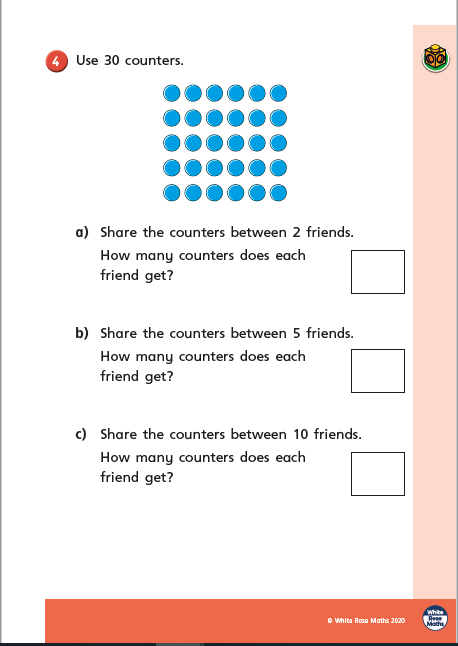 4 Use 30 counters.
a) Share the counters between 2 friends.
How many counters does each
friend get?
b) Share the counters between 5 friends.
How many counters does each
friend get?
c) Share the counters between 10 friends.
How many counters does each
friend get?
© White Rose Maths 2020
White
Rose
Maths